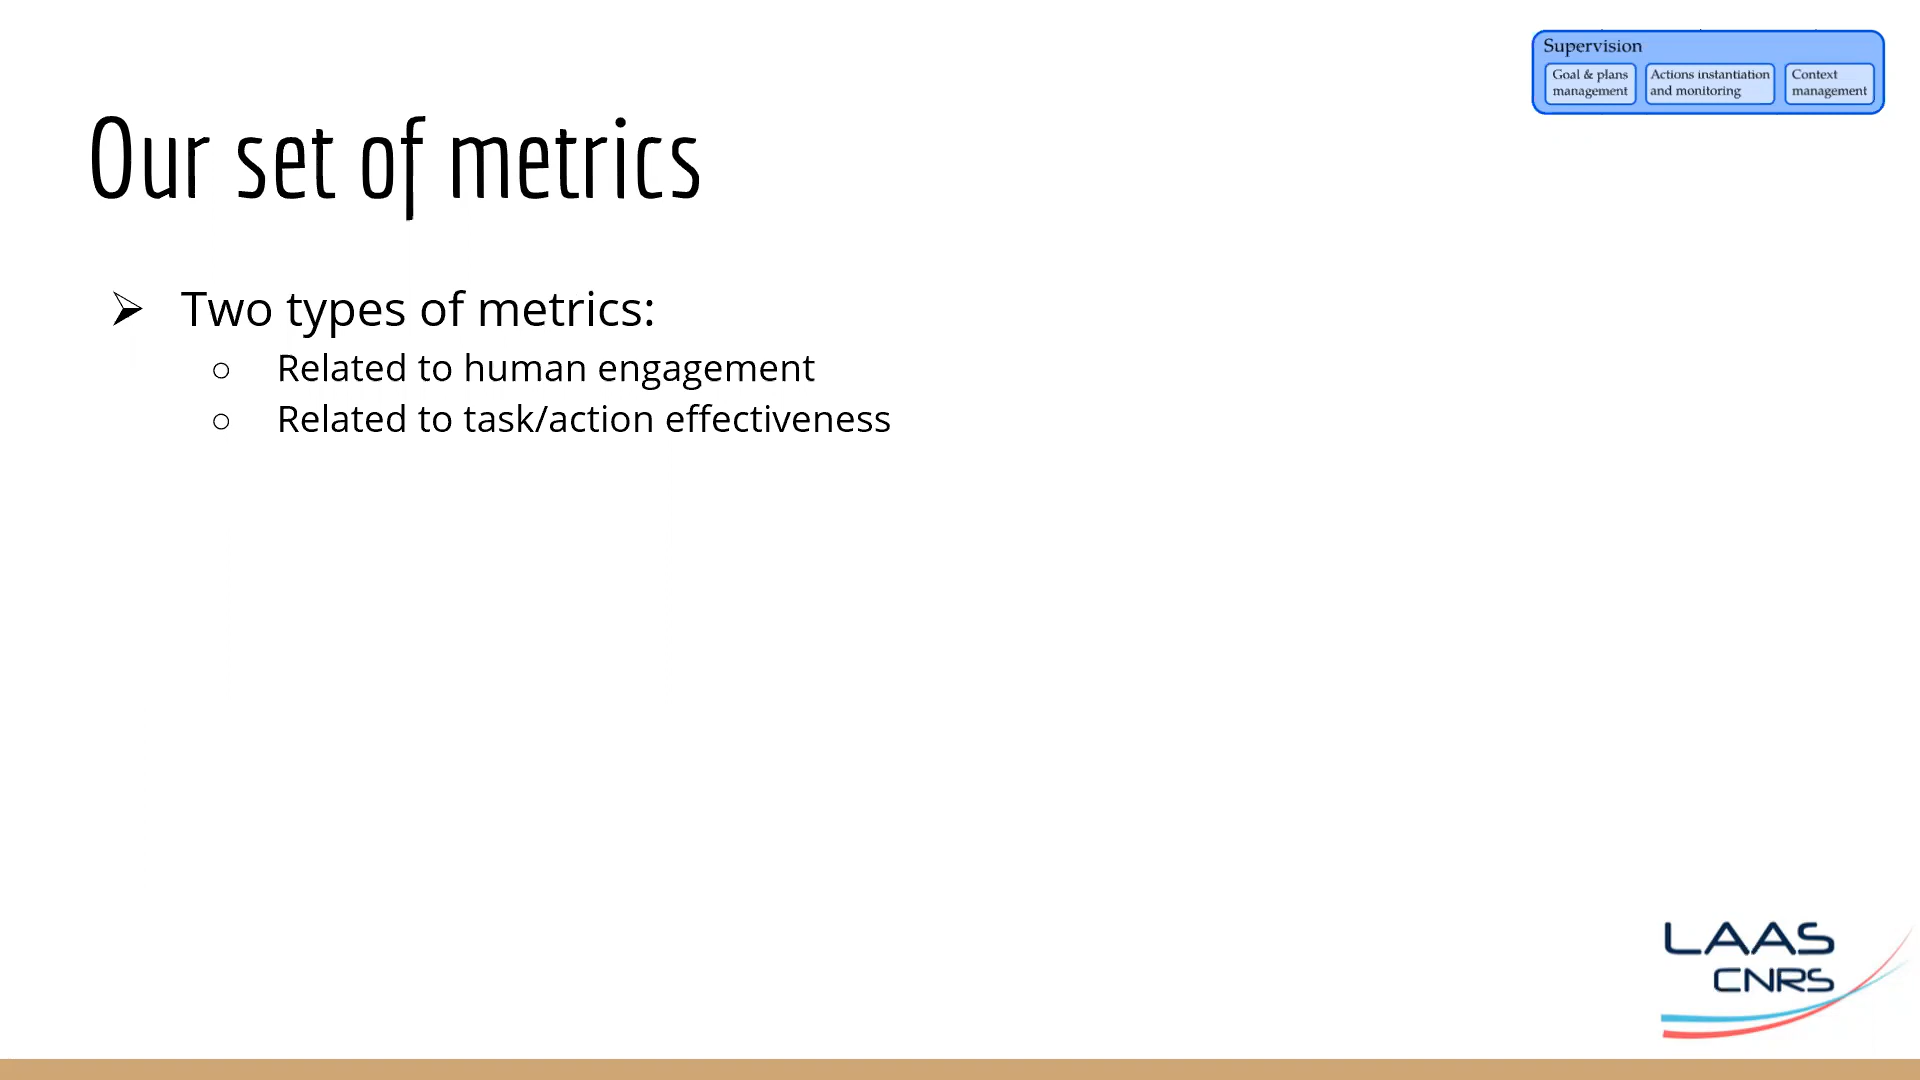 Supervision
Goal & plans management
Actions instantiation and monitoring
Context management
Our set of metrics
➢ Two types of metrics:
○ Related to human engagement
○ Related to task/action effectiveness
LAAS
CNRS